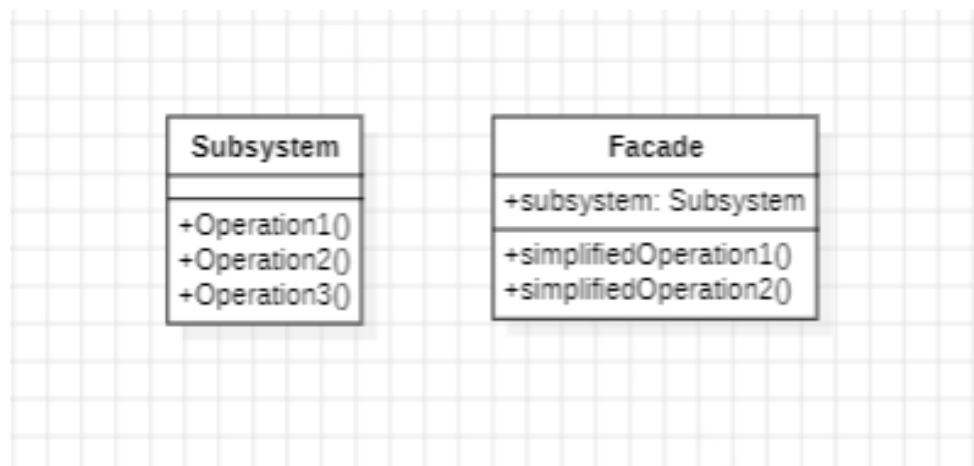 Subsystem
+Operation1()
+Operation2()
+Operation3()
Facade
+subsystem: Subsystem
+simplifiedOperation1()
+simplifiedOperation2()